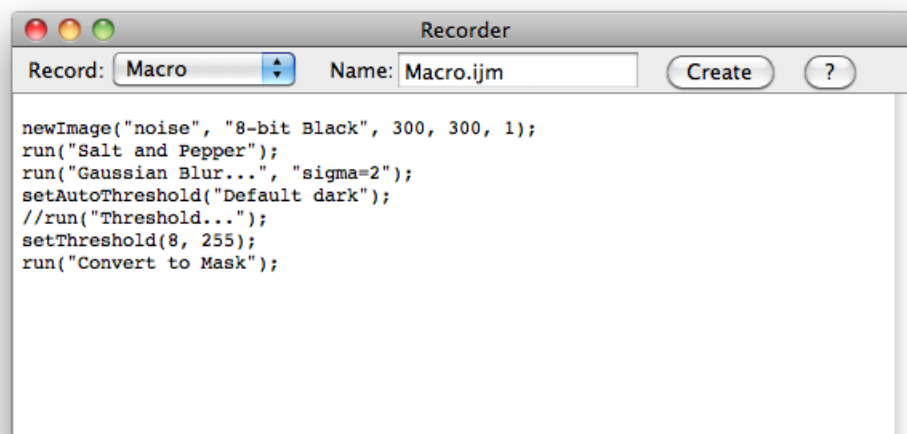 Recorder
Record: Macro Name: Macro.ijm Create ?
newImage("noise", "8-bit Black", 300, 300, 1);
run("Salt and Pepper");
run("Gaussian Blur...", "sigma=2");
setAutoThreshold("Default dark");
//run("Threshold...");
setThreshold(8, 255);
run("Convert to Mask");